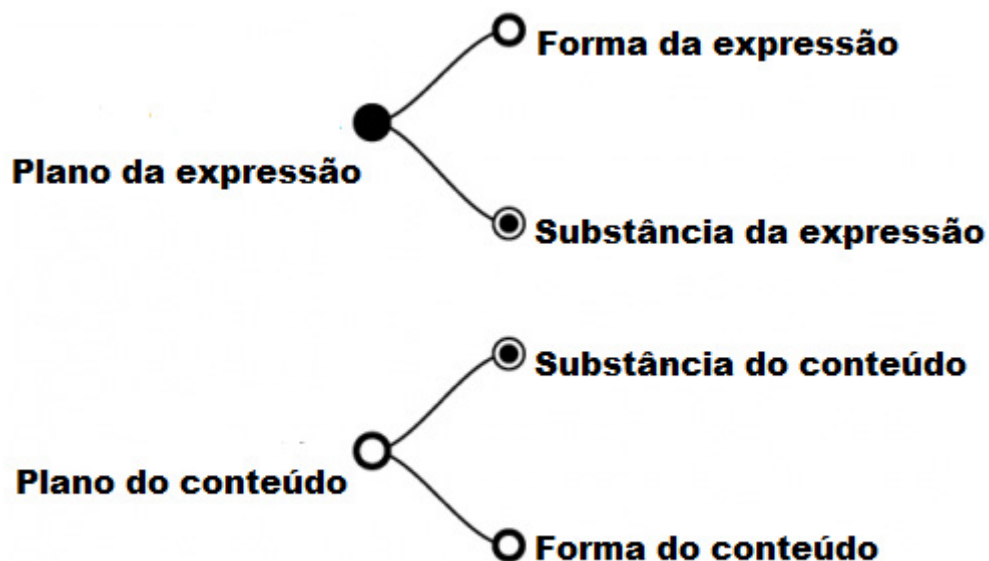 Forma da expressão
Plano da expressão
Substância da expressão
Substância do conteúdo
Plano do conteúdo
Forma do conteúdo